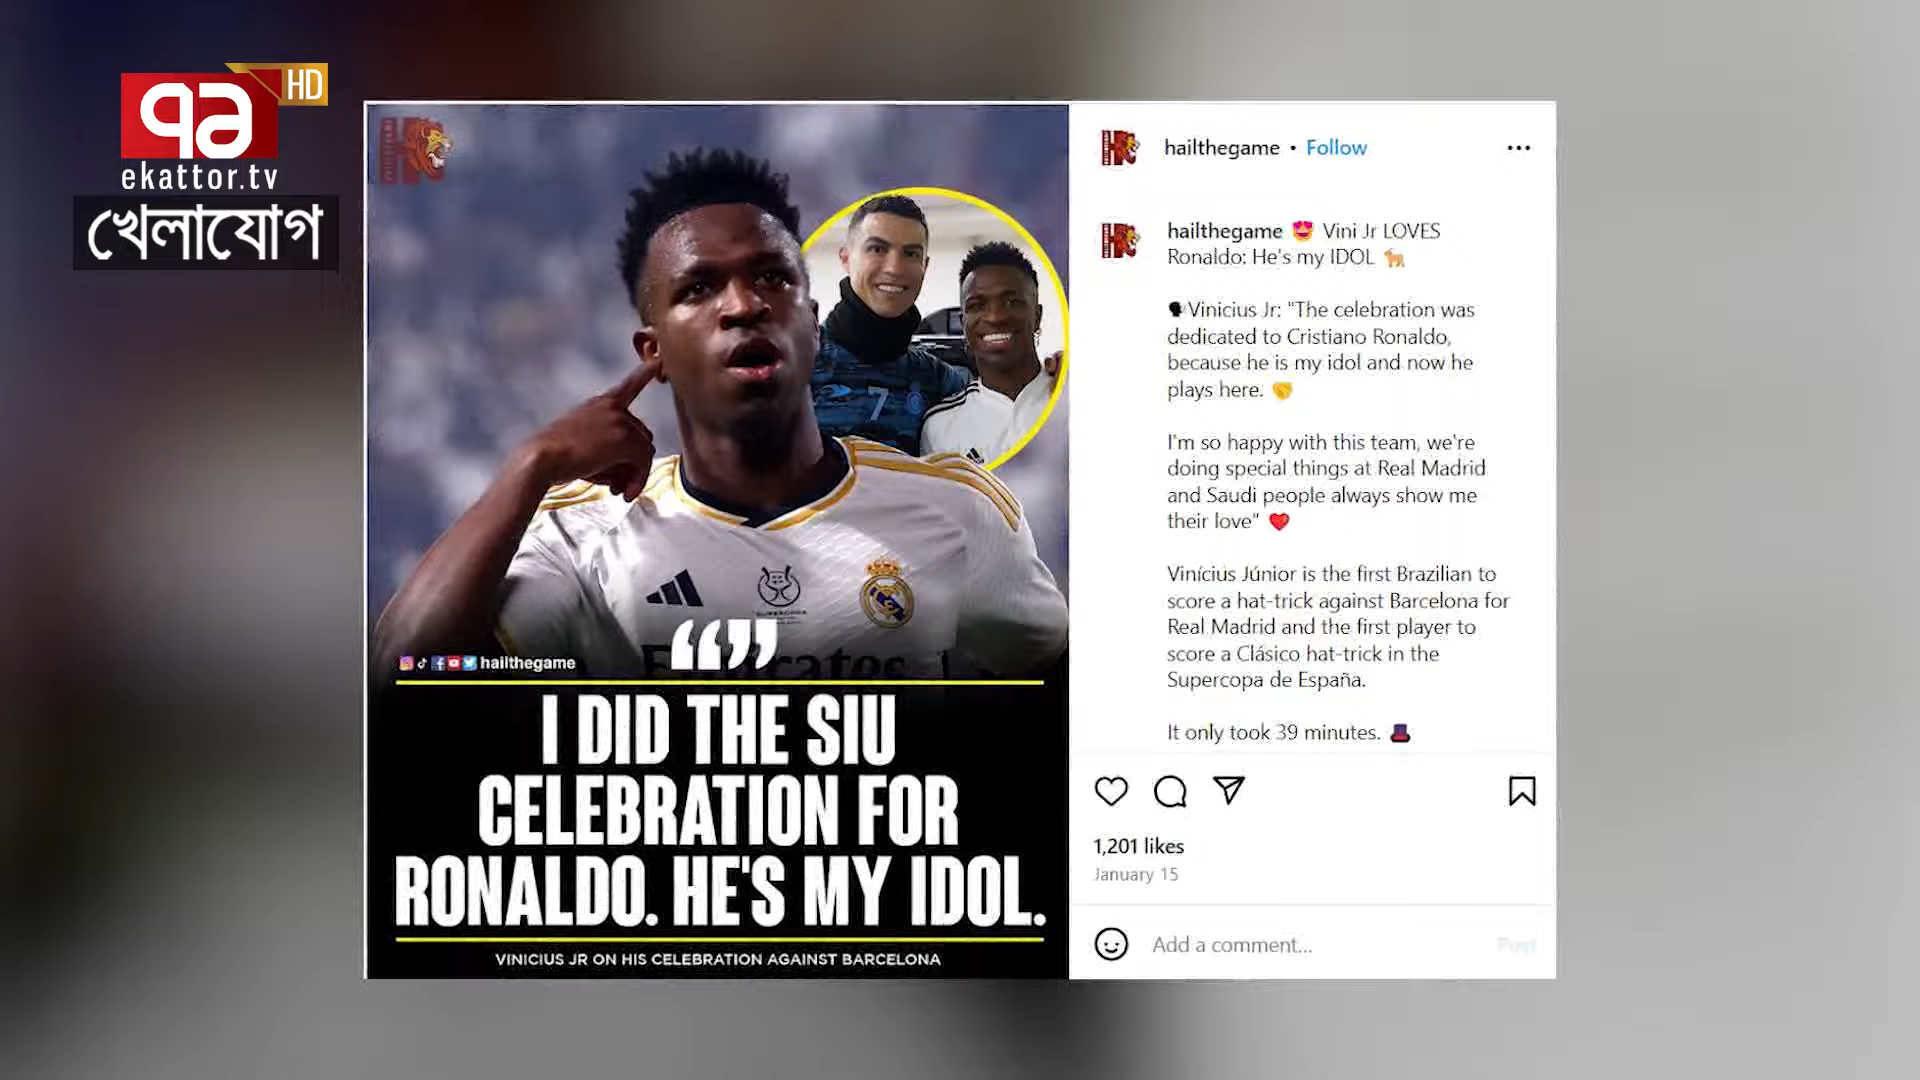 ৭১ HD
ekattor.tv
খেলাযোগ
hailthegame
I DID THE SIU
CELEBRATION FOR
RONALDO. HE'S MY IDOL.
VINICIUS JR ON HIS CELEBRATION AGAINST BARCELONA
hailthegame • Follow
hailthegame 😍 Vini Jr LOVES
Ronaldo: He's my IDOL 🐐
🗣Vinicius Jr: "The celebration was
dedicated to Cristiano Ronaldo,
because he is my idol and now he
plays here. 🤝
I'm so happy with this team, we're
doing special things at Real Madrid
and Saudi people always show me
their love" ❤️
Vinícius Júnior is the first Brazilian to
score a hat-trick against Barcelona for
Real Madrid and the first player to
score a Clásico hat-trick in the
Supercopa de España.
It only took 39 minutes. 🎩
1,201 likes
January 15
Add a comment... Post